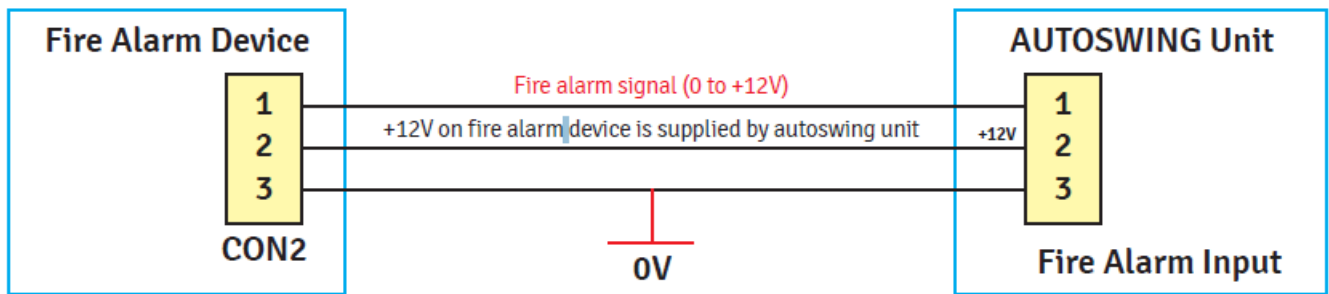 Fire Alarm Device
AUTOSWING Unit
Fire alarm signal (0 to +12V)
1
1
+12V on fire alarm device is supplied by autoswing unit
+12V
2
2
3
3
CON2
0V
Fire Alarm Input